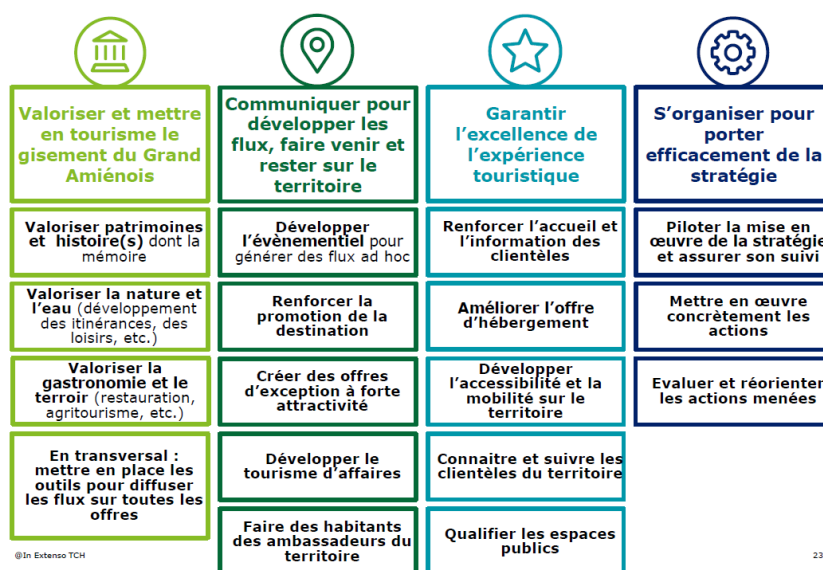 Valoriser et mettre
en tourisme le
gisement du Grand
Amiénois
Valoriser patrimoines
et histoire(s) dont la
mémoire
Valoriser la nature et
l'eau (développement
des itinérances, des
loisirs, etc.)
Valoriser la
gastronomie et le
terroir (restauration,
agritourisme, etc.)
En transversal :
mettre en place les
outils pour diffuser
les flux sur toutes les
offres
Communiquer pour
développer les
flux, faire venir et
rester sur le
territoire
Développer
l'évènementiel pour
générer des flux ad hoc
Renforcer la
promotion de la
destination
Créer des offres
d'exception à forte
attractivité
Développer le
tourisme d'affaires
Faire des habitants
des ambassadeurs du
territoire
Garantir
l'excellence de
l'expérience
touristique
Renforcer l'accueil et
l'information des
clientèles
Améliorer l'offre
d'hébergement
Développer
l'accessibilité et la
mobilité sur le
territoire
Connaitre et suivre les
clientèles du territoire
Qualifier les espaces
publics
S'organiser pour
porter
efficacement de la
stratégie
Piloter la mise en
œuvre de la stratégie
et assurer son suivi
Mettre en œuvre
concrètement les
actions
Evaluer et réorienter
les actions menées
@In Extenso TCH
23